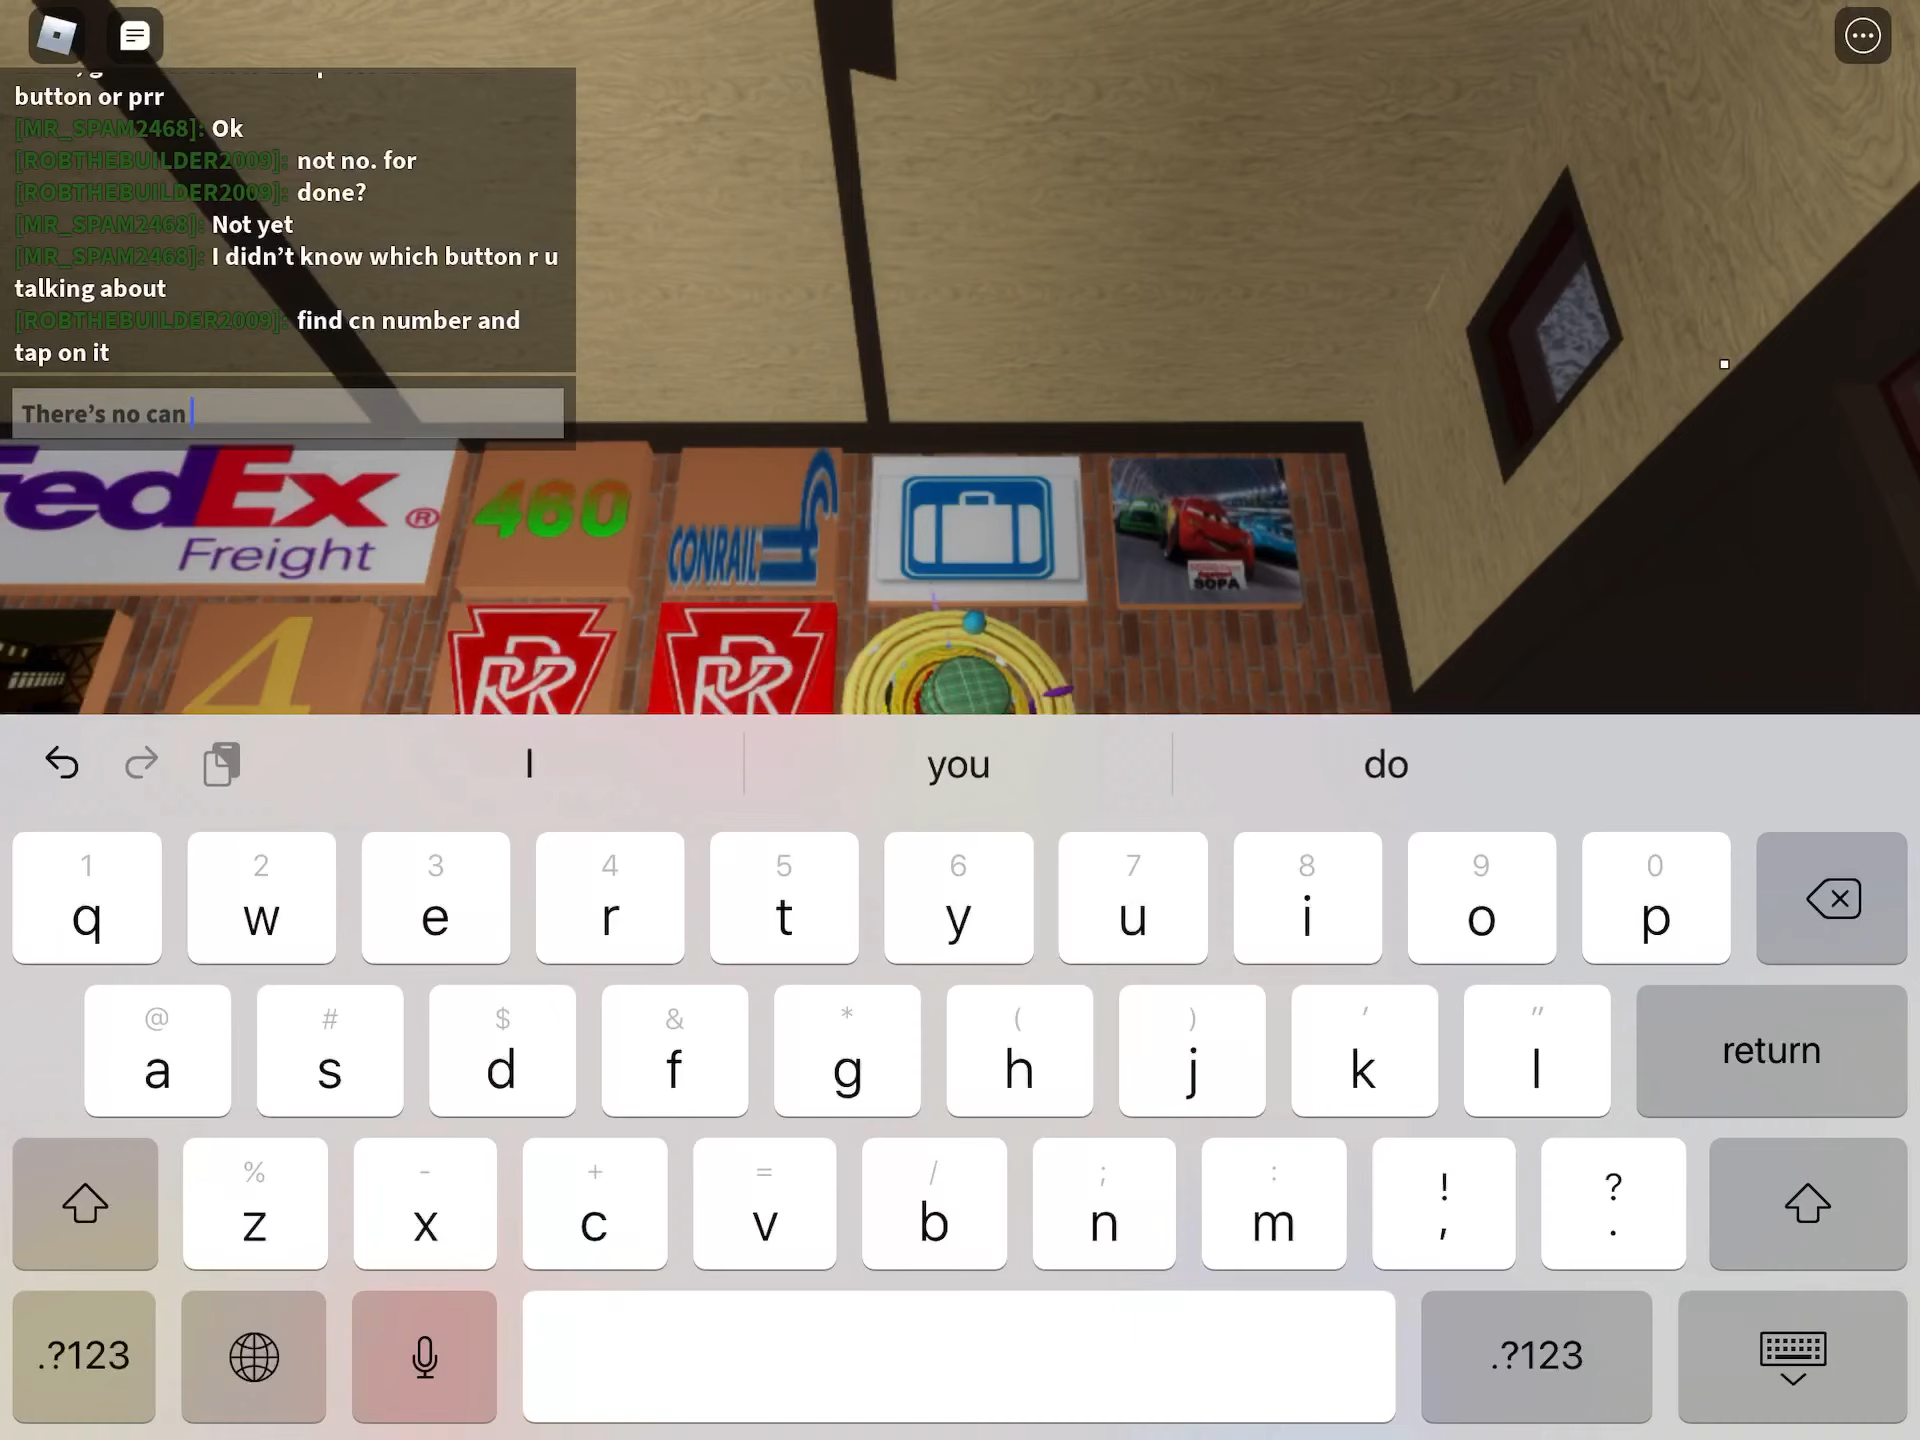 button or prr
[MR_SPAM2468]: Ok
[ROBTHEBUILDER2009]: not no. for
[ROBTHEBUILDER2009]: done?
[MR_SPAM2468]: Not yet
[MR_SPAM2468]: I didn’t know which button r u
talking about
[ROBTHEBUILDER2009]: find cn number and
tap on it
There’s no can
FedEx®
Freight
460
CONRAIL
SOPA
4
PRR
PRR
I you do
1 2 3 4 5 6 7 8 9 0
q w e r t y u i o p
@ # $ & * ( ) ' "
a s d f g h j k l return
% - + = / ; : ! ?
z x c v b n m , .
.?123 .?123